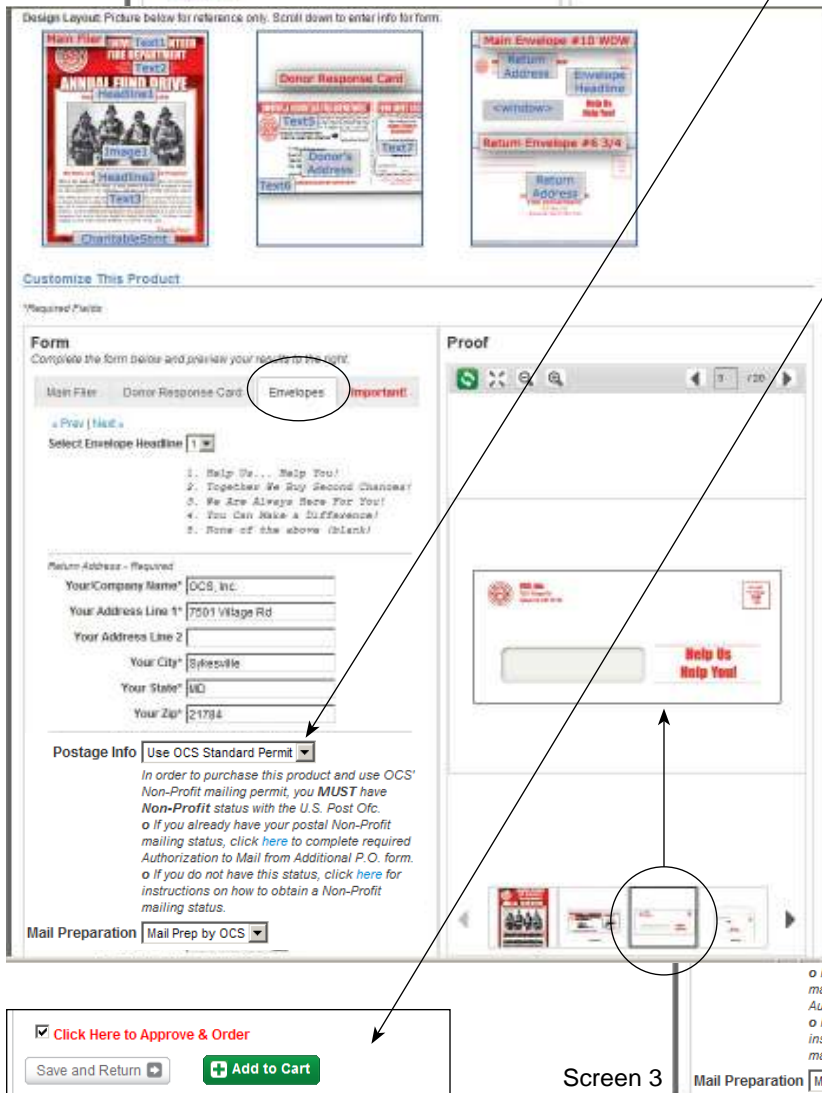 Design Layout: Picture below for reference only. Scroll down to enter info for form.
Main Flier
Text1
FIRE DEPARTMENT
Text2
ANNUAL FUND DRIVE
Headline1
Image1
Headline2
Text3
CharitableStmt
Donor Response Card
Text5
Donor's
Address
Text7
Text6
Main Envelope #10 WDW
Return
Address
Envelope
Headline
<window>
Help Us
Help You!
Return Envelope #6 3/4
Return
Address
Customize This Product
*Required Fields
Form
Complete the form below and preview your results to the right.
Main Flier Donor Response Card Envelopes Important!
« Prev | Next »
Select Envelope Headline 1
1. Help Us... Help You!
2. Together We Buy Second Chances!
3. We Are Always Here For You!
4. You Can Make a Difference!
5. None of the above (blank)
Return Address - Required
Your/Company Name* OCS, Inc.
Your Address Line 1* 7501 Village Rd
Your Address Line 2
Your City* Sykesville
Your State* MD
Your Zip* 21784
Postage Info Use OCS Standard Permit
In order to purchase this product and use OCS'
Non-Profit mailing permit, you MUST have
Non-Profit status with the U.S. Post Ofc.
o If you already have your postal Non-Profit
mailing status, click here to complete required
Authorization to Mail from Additional P.O. form.
o If you do not have this status, click here for
instructions on how to obtain a Non-Profit
mailing status.
Mail Preparation Mail Prep by OCS
Proof
3 / 20
OCS, Inc.
Help Us
Help You!
Click Here to Approve & Order
Save and Return Add to Cart
Screen 3
Mail Preparation